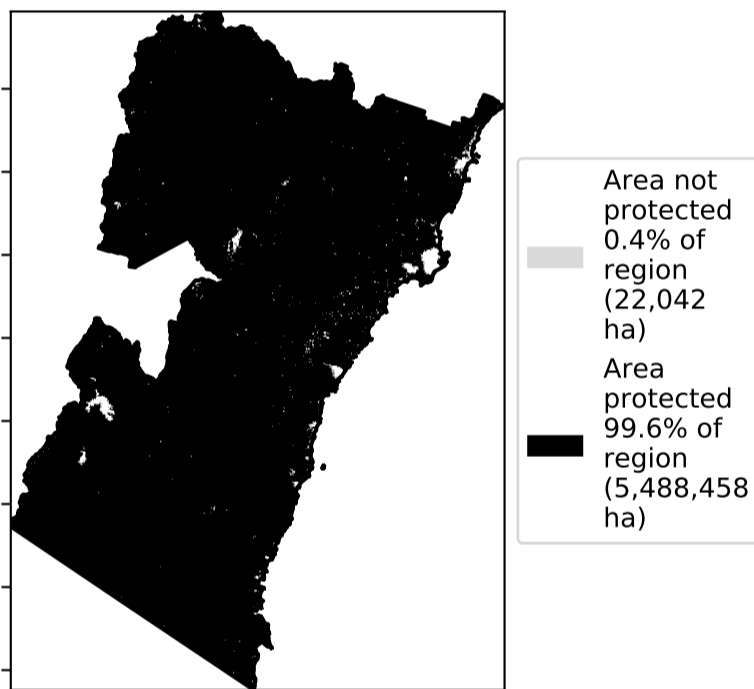 Area not
protected
0.4% of
region
(22,042
ha)
Area
protected
99.6% of
region
(5,488,458
ha)